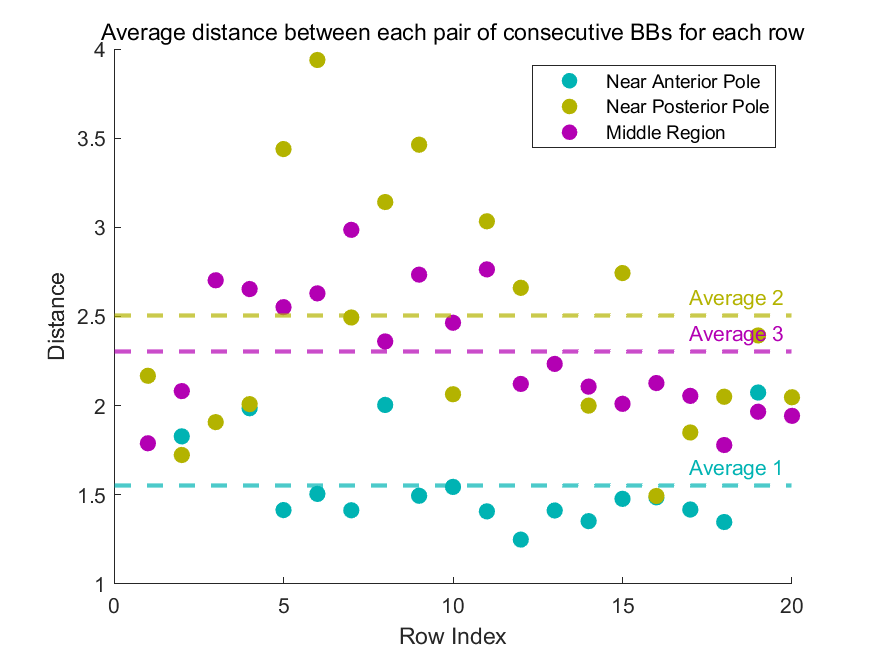 Average distance between each pair of consecutive BBs for each row
Near Anterior Pole
Near Posterior Pole
Middle Region
4
3.5
3
2.5
2
1.5
1
Distance
Average 2
Average 3
Average 1
0
5
10
15
20
Row Index